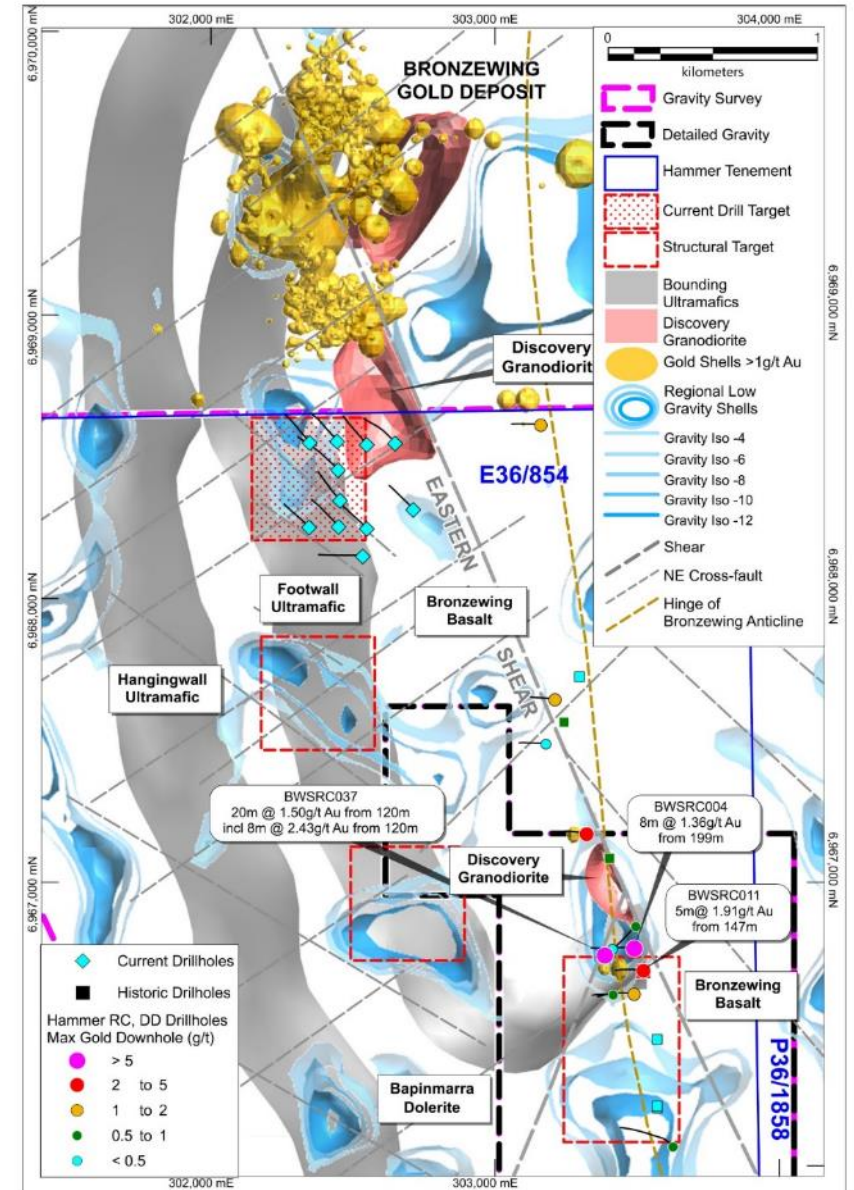 302,000 mE
303,000 mE
304,000 mE
6,970,000 mN
BRONZEWING
GOLD DEPOSIT
0
1
kilometers
Gravity Survey
Detailed Gravity
Hammer Tenement
Current Drill Target
Structural Target
Bounding
Ultramafics
Discovery
Granodiorite
Gold Shells >1g/t Au
Regional Low
Gravity Shells
Gravity Iso -4
Gravity Iso -6
Gravity Iso -8
Gravity Iso -10
Gravity Iso -12
Shear
NE Cross-fault
Hinge of
Bronzewing Anticline
6,969,000 mN
6,969,000 mN
Discovery
Granodiorit
E36/854
EASTERN
SHEAR
6,968,000 mN
6,968,000 mN
Footwall
Ultramafic
Bronzewing
Basalt
Hangingwall
Ultramafic
BWSRC037
20m @ 1.50g/t Au from 120m
incl 8m @ 2.43g/t Au from 120m
BWSRC004
8m @ 1.36g/t Au
from 199m
6,967,000 mN
6,967,000 mN
Discovery
Granodiorite
BWSRC011
5m@ 1.91g/t Au
from 147m
Bronzewing
Basalt
Bapinmarra
Dolerite
P36/1858
Current Drillholes
Historic Drilholes
Hammer RC, DD Drillholes
Max Gold Downhole (g/t)
> 5
2 to 5
1 to 2
0.5 to 1
< 0.5
302,000 mE
303,000 mE